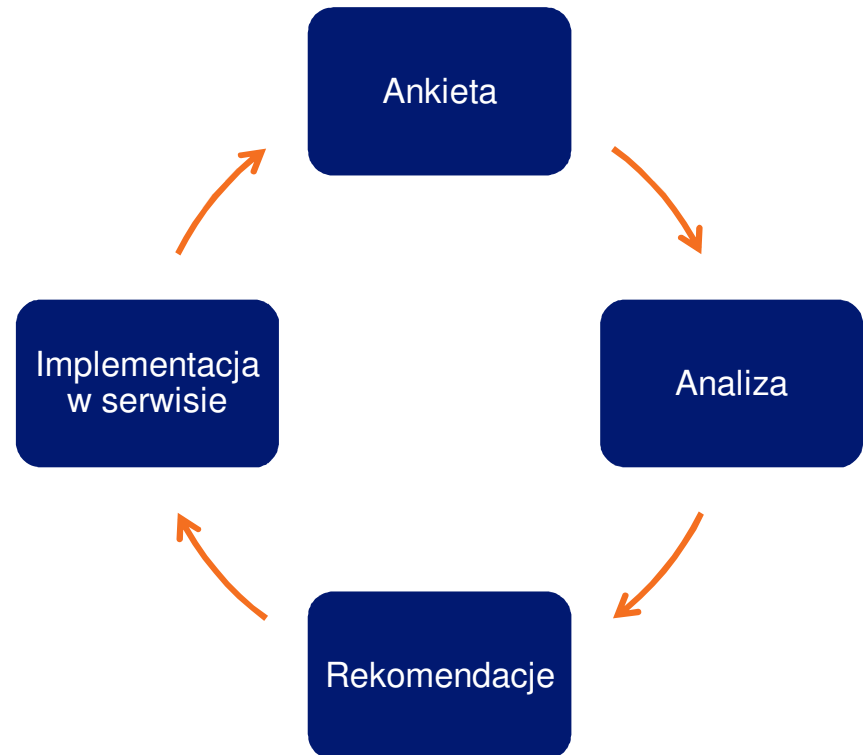 Ankieta
Analiza
Rekomendacje
Implementacja
w serwisie